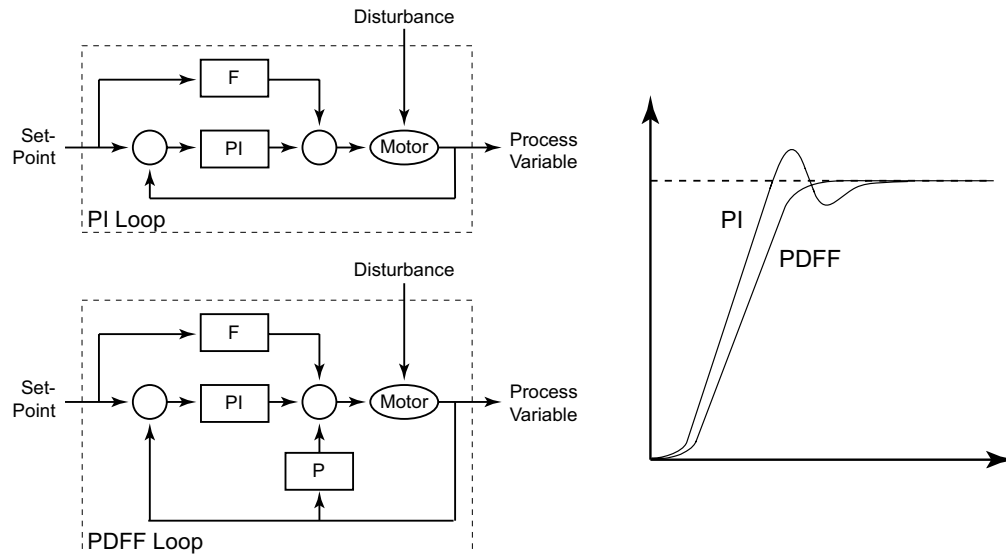 Disturbance
F
Set-
Point
PI
Motor
Process
Variable
PI Loop
Disturbance
F
Set-
Point
PI
Motor
Process
Variable
P
PDFF Loop
PI
PDFF